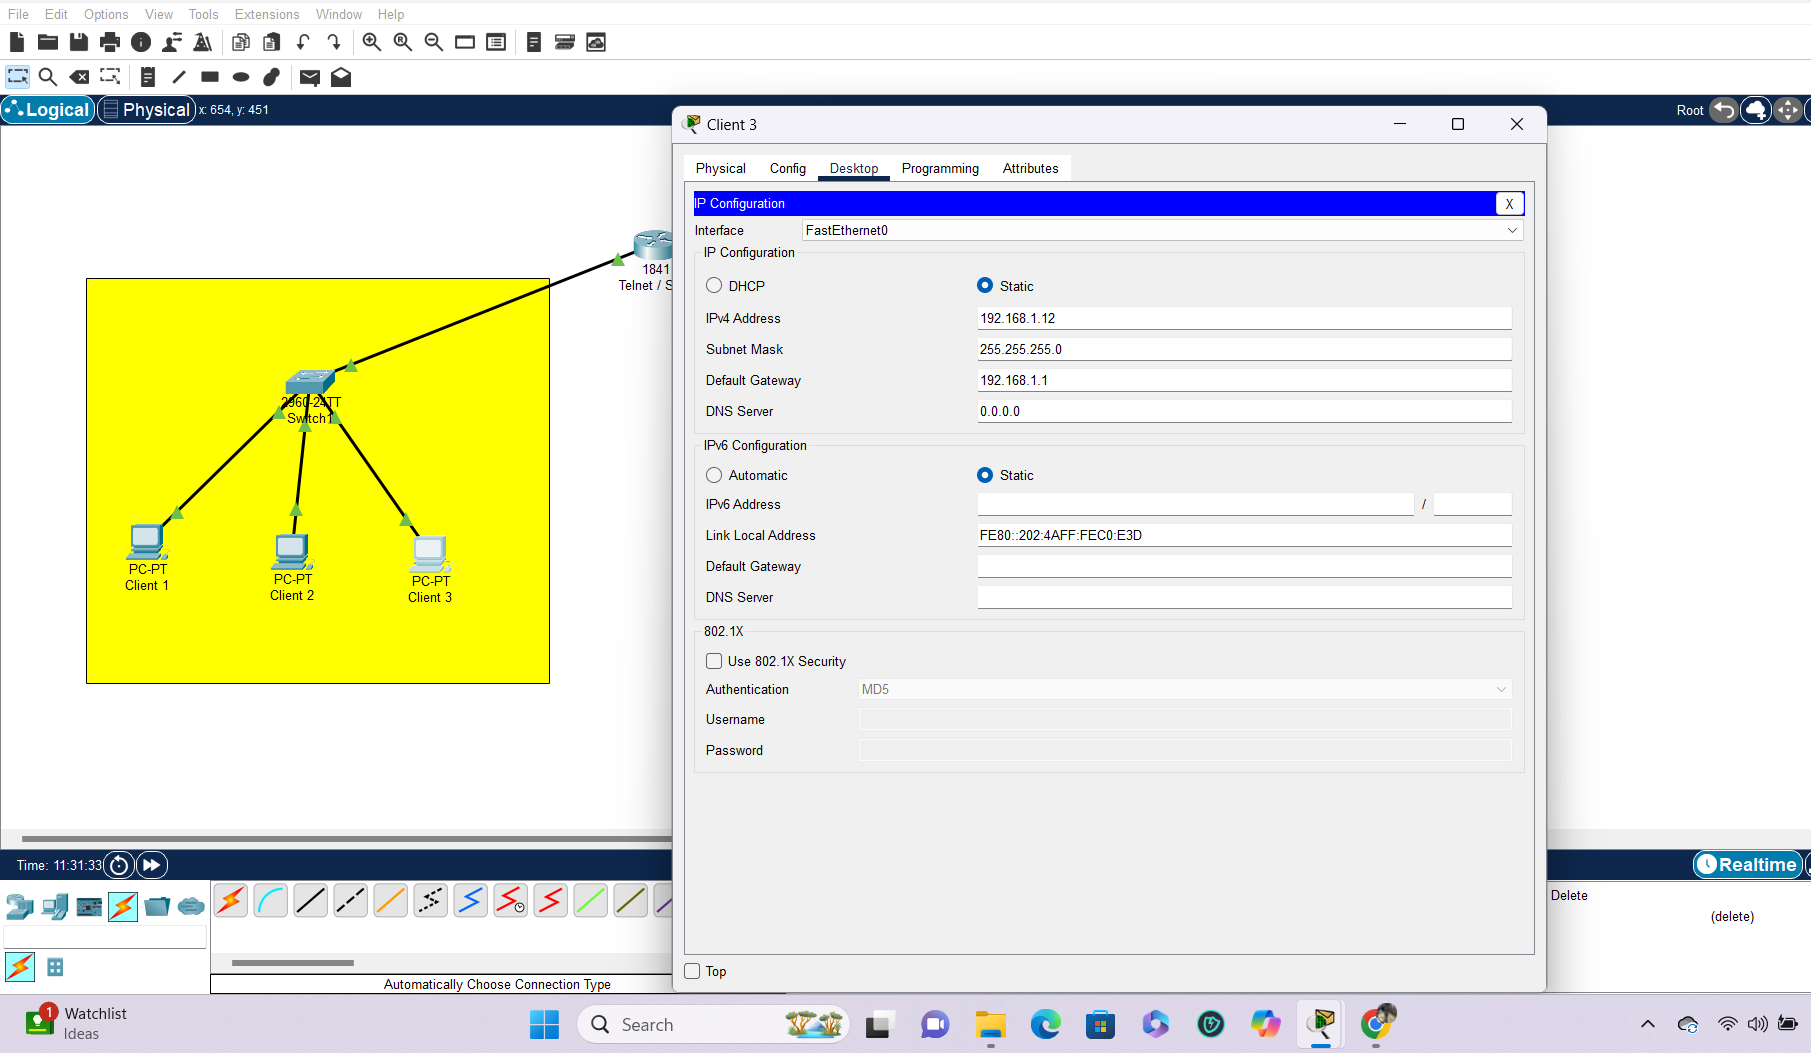 File Edit Options View Tools Extensions Window Help
Logical Physical x: 654, y: 451 Root
1841
Telnet / S
2960-24TT
Switch1
PC-PT
Client 1
PC-PT
Client 2
PC-PT
Client 3
Client 3
Physical Config Desktop Programming Attributes
IP Configuration X
Interface FastEthernet0
IP Configuration
DHCP Static
IPv4 Address 192.168.1.12
Subnet Mask 255.255.255.0
Default Gateway 192.168.1.1
DNS Server 0.0.0.0
IPv6 Configuration
Automatic Static
IPv6 Address /
Link Local Address FE80::202:4AFF:FEC0:E3D
Default Gateway
DNS Server
802.1X
Use 802.1X Security
Authentication MD5
Username
Password
Top
Time: 11:31:33 Realtime
Delete
(delete)
Automatically Choose Connection Type
1 Watchlist
Ideas
Search